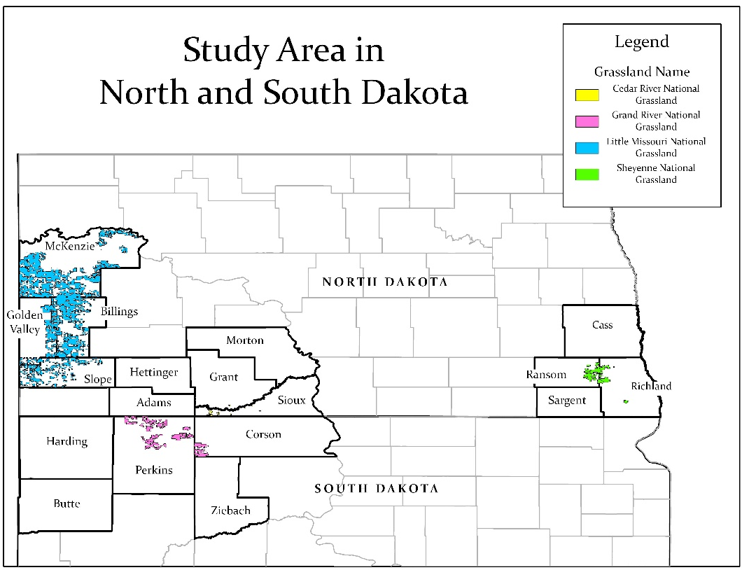 Study Area in
North and South Dakota
Legend
Grassland Name
Cedar River National
Grassland
Grand River National
Grassland
Little Missouri National
Grassland
Sheyenne National
Grassland
McKenzie
NORTH DAKOTA
Golden
Valley
Billings
Cass
Morton
Slope
Hettinger
Grant
Ransom
Richland
Adams
Sioux
Sargent
Harding
Corson
Perkins
SOUTH DAKOTA
Butte
Ziebach